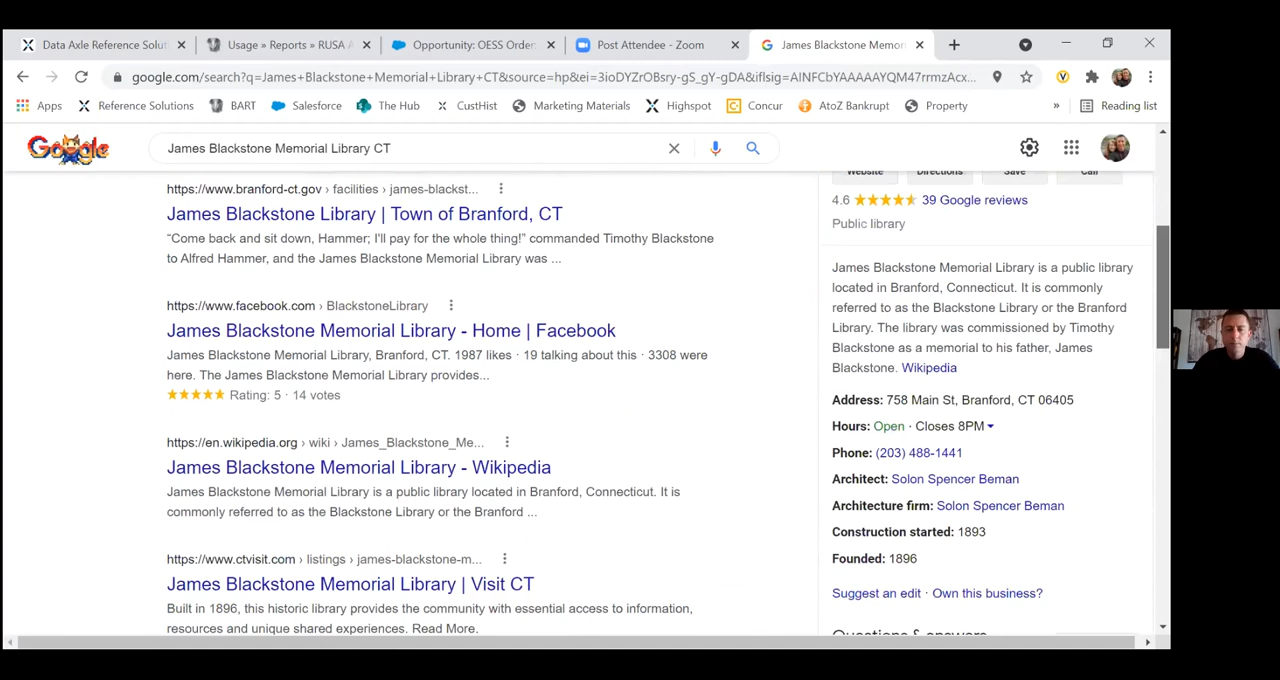 Data Axle Reference Solut
Usage » Reports » RUSA A
Opportunity: OESS Order
Post Attendee - Zoom
James Blackstone Memor
google.com/search?q=James+Blackstone+Memorial+Library+CT&source=hp&ei=3ioDYZrOBsry-gS_gY-gDA&iflsig=AINFCbYAAAAAYQM47rrmzAcx...
Apps
Reference Solutions
BART
Salesforce
The Hub
CustHist
Marketing Materials
Highspot
Concur
AtoZ Bankrupt
Property
»
Reading list
Google
James Blackstone Memorial Library CT
https://www.branford-ct.gov › facilities › james-blackst...
James Blackstone Library | Town of Branford, CT
“Come back and sit down, Hammer; I'll pay for the whole thing!” commanded Timothy Blackstone
to Alfred Hammer, and the James Blackstone Memorial Library was ...
https://www.facebook.com › BlackstoneLibrary
James Blackstone Memorial Library - Home | Facebook
James Blackstone Memorial Library, Branford, CT. 1987 likes · 19 talking about this · 3308 were
here. The James Blackstone Memorial Library provides...
Rating: 5 · 14 votes
https://en.wikipedia.org › wiki › James_Blackstone_Me...
James Blackstone Memorial Library - Wikipedia
James Blackstone Memorial Library is a public library located in Branford, Connecticut. It is
commonly referred to as the Blackstone Library or the Branford ...
https://www.ctvisit.com › listings › james-blackstone-m...
James Blackstone Memorial Library | Visit CT
Built in 1896, this historic library provides the community with essential access to information,
resources and unique shared experiences. Read More.
Website
Directions
Save
Call
4.6
39 Google reviews
Public library
James Blackstone Memorial Library is a public library
located in Branford, Connecticut. It is commonly
referred to as the Blackstone Library or the Branford
Library. The library was commissioned by Timothy
Blackstone as a memorial to his father, James
Blackstone. Wikipedia
Address: 758 Main St, Branford, CT 06405
Hours: Open · Closes 8PM
Phone: (203) 488-1441
Architect: Solon Spencer Beman
Architecture firm: Solon Spencer Beman
Construction started: 1893
Founded: 1896
Suggest an edit · Own this business?
Questions & answers